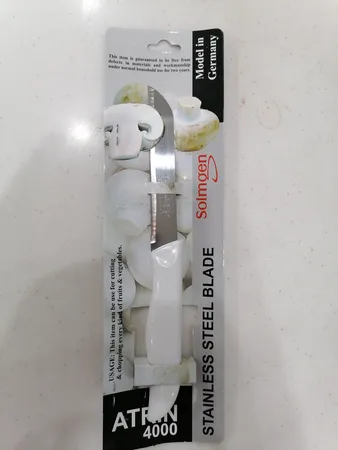 This item is guaranteed to be free from
defects in materials and workmanship
under normal household use for two years.
Model in
Germany
solmgen
STAINLESS STEEL BLADE
USAGE: This item can be use for cutting
& chopping every kind of fruits & vegetables.
ATRIN
4000